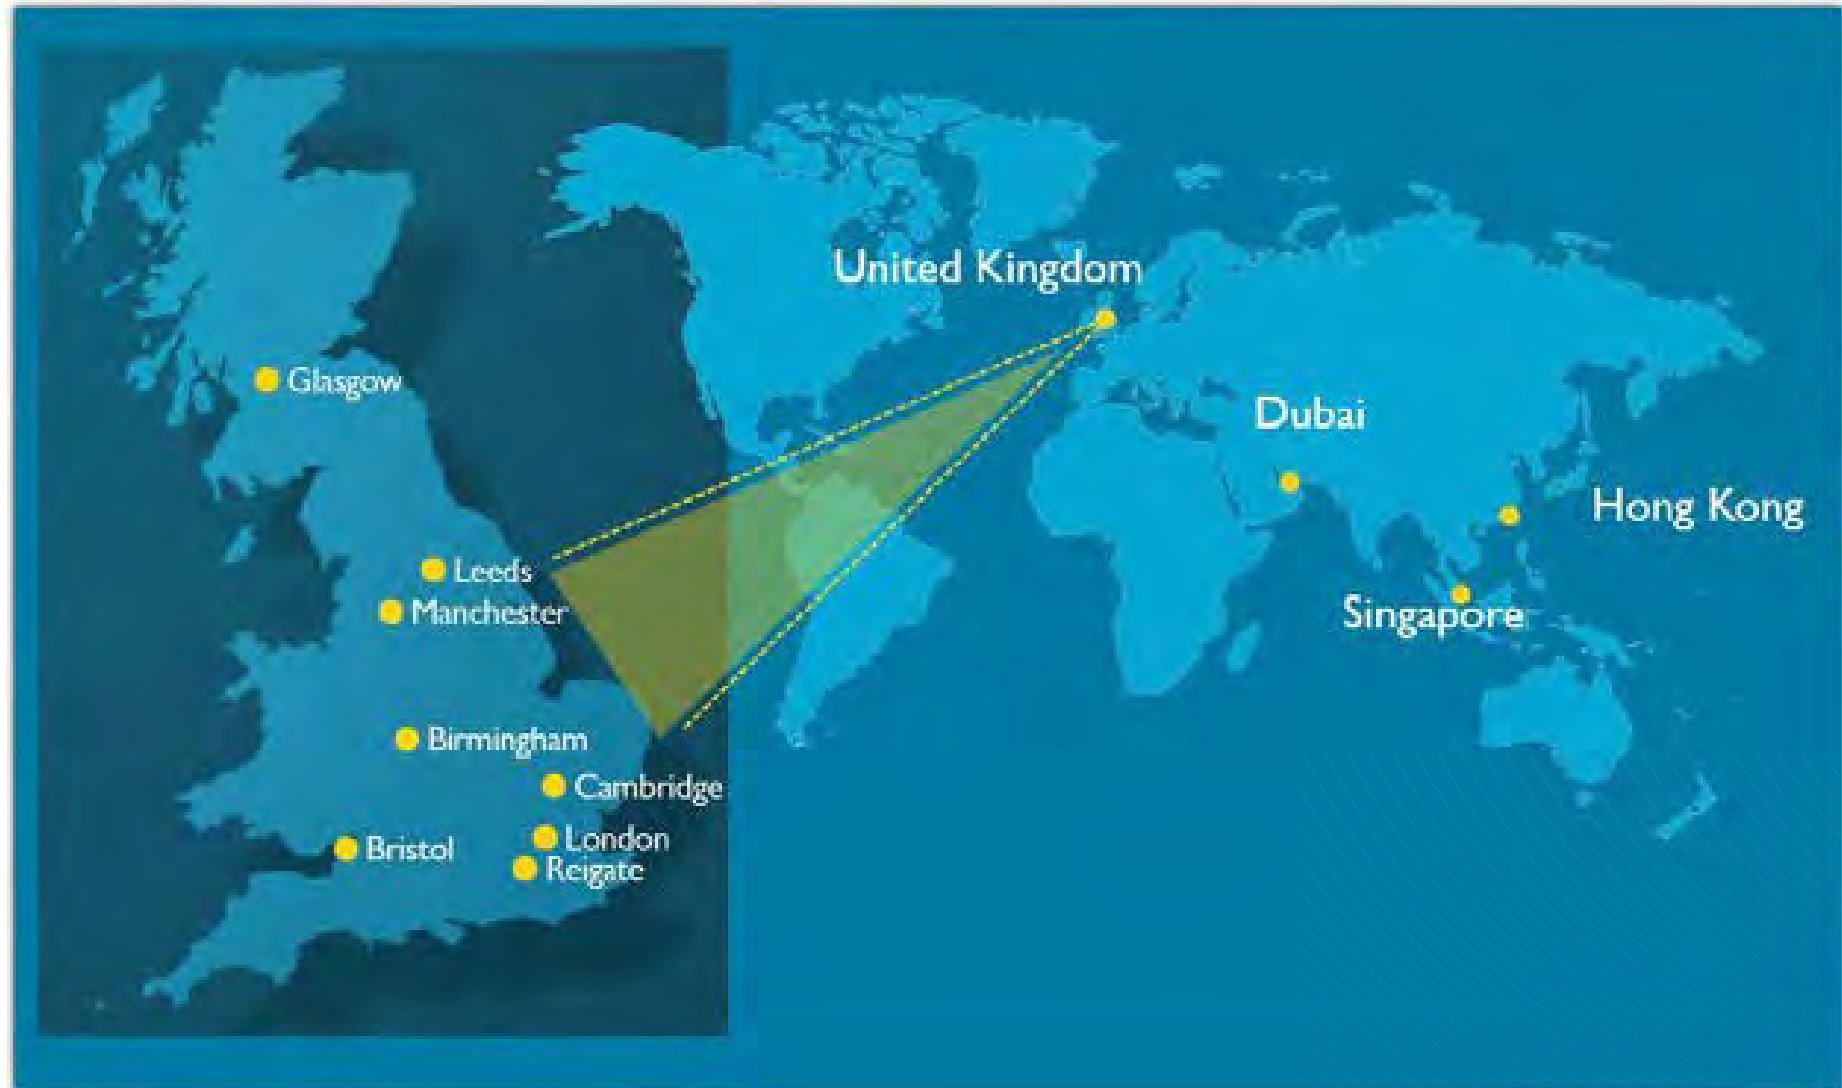 United Kingdom
Glasgow
Dubai
Hong Kong
Leeds
Manchester
Singapore
Birmingham
Cambridge
London
Bristol
Reigate